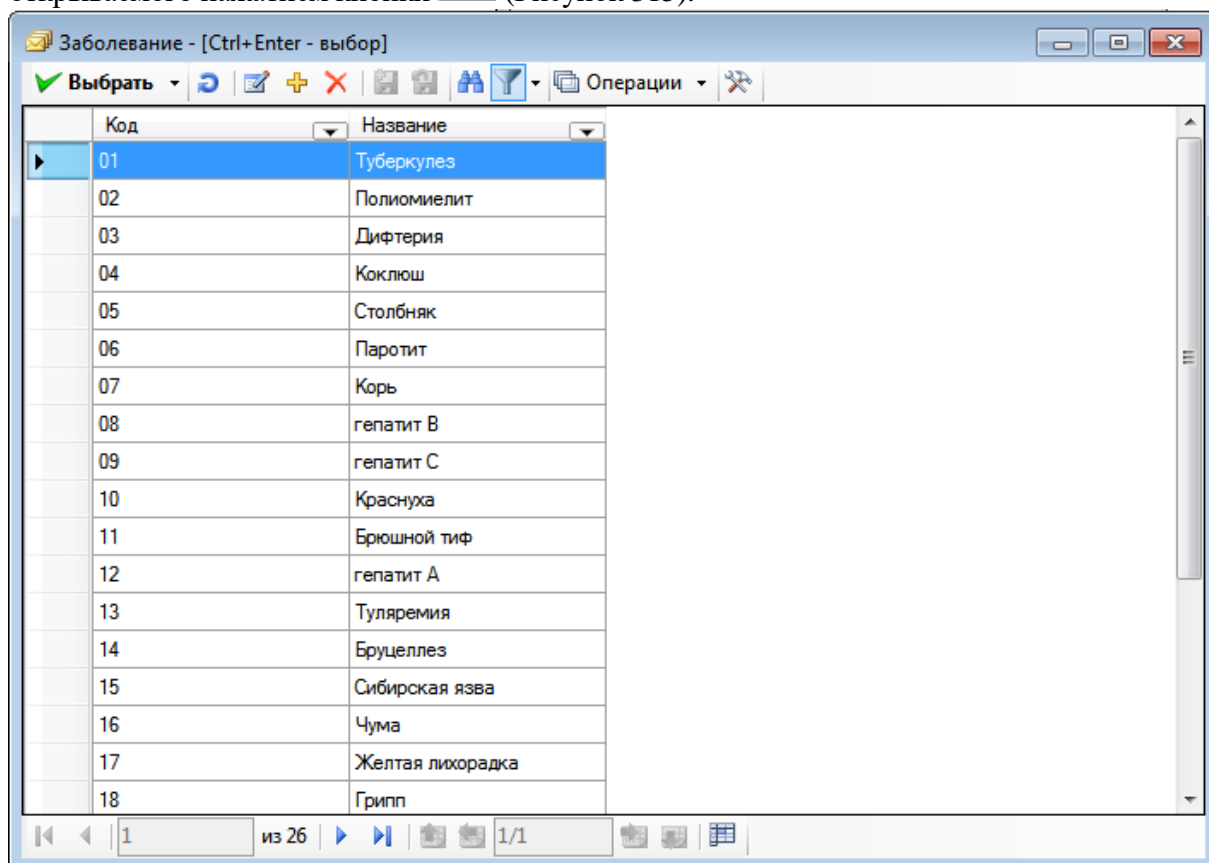 (Рисунок 313).
Заболевание - [Ctrl+Enter - выбор]
Выбрать Операции
Код Название
01 Туберкулез
02 Полиомиелит
03 Дифтерия
04 Коклюш
05 Столбняк
06 Паротит
07 Корь
08 гепатит В
09 гепатит С
10 Краснуха
11 Брюшной тиф
12 гепатит А
13 Туляремия
14 Бруцеллез
15 Сибирская язва
16 Чума
17 Желтая лихорадка
18 Грипп
1 из 26 1/1